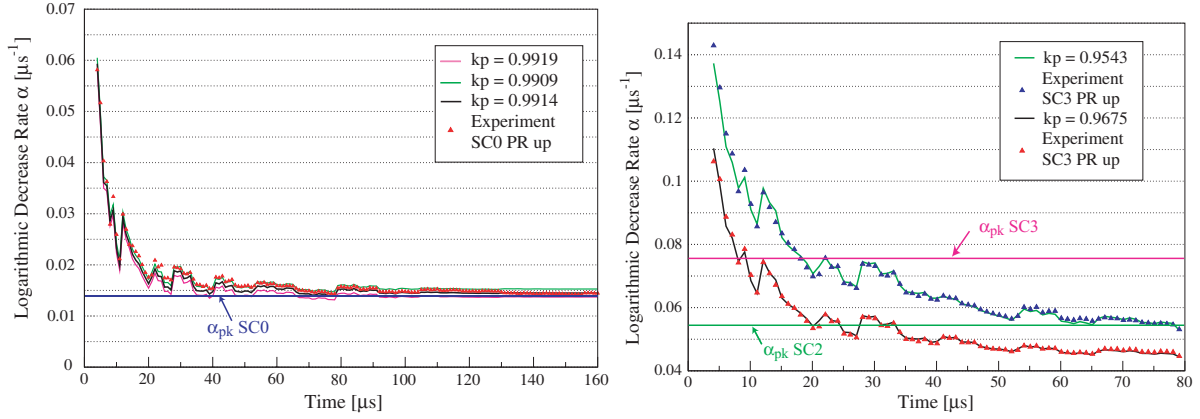 Logarithmic Decrease Rate α [µs⁻¹]
0.07
0.06
0.05
0.04
0.03
0.02
0.01
0
kp = 0.9919
kp = 0.9909
kp = 0.9914
Experiment
SC0 PR up
αpk SC0
0 20 40 60 80 100 120 140 160
Time [µs]
Logarithmic Decrease Rate α [µs⁻¹]
0.14
0.12
0.1
0.08
0.06
0.04
kp = 0.9543
Experiment
SC3 PR up
kp = 0.9675
Experiment
SC3 PR up
αpk SC3
αpk SC2
0 10 20 30 40 50 60 70 80
Time [µs]